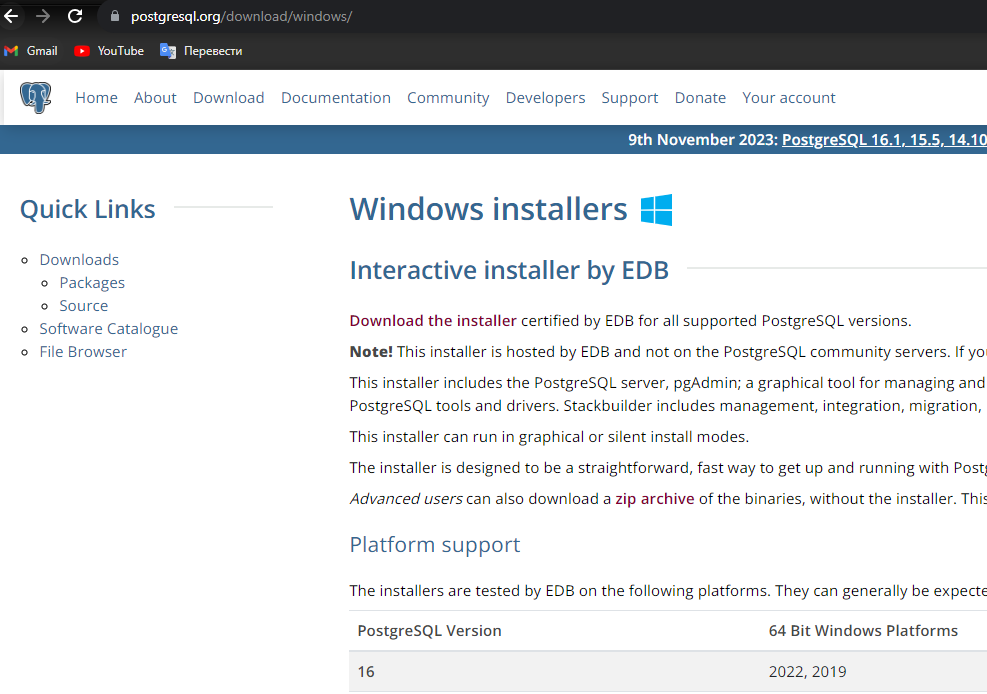 postgresql.org/download/windows/
Gmail YouTube Перевести
Home About Download Documentation Community Developers Support Donate Your account
9th November 2023: PostgreSQL 16.1, 15.5, 14.10
Quick Links
Downloads
Packages
Source
Software Catalogue
File Browser
Windows installers
Interactive installer by EDB
Download the installer certified by EDB for all supported PostgreSQL versions.
Note! This installer is hosted by EDB and not on the PostgreSQL community servers. If you
This installer includes the PostgreSQL server, pgAdmin; a graphical tool for managing and
PostgreSQL tools and drivers. Stackbuilder includes management, integration, migration,
This installer can run in graphical or silent install modes.
The installer is designed to be a straightforward, fast way to get up and running with Postg
Advanced users can also download a zip archive of the binaries, without the installer. This
Platform support
The installers are tested by EDB on the following platforms. They can generally be expecte
PostgreSQL Version 64 Bit Windows Platforms
16 2022, 2019